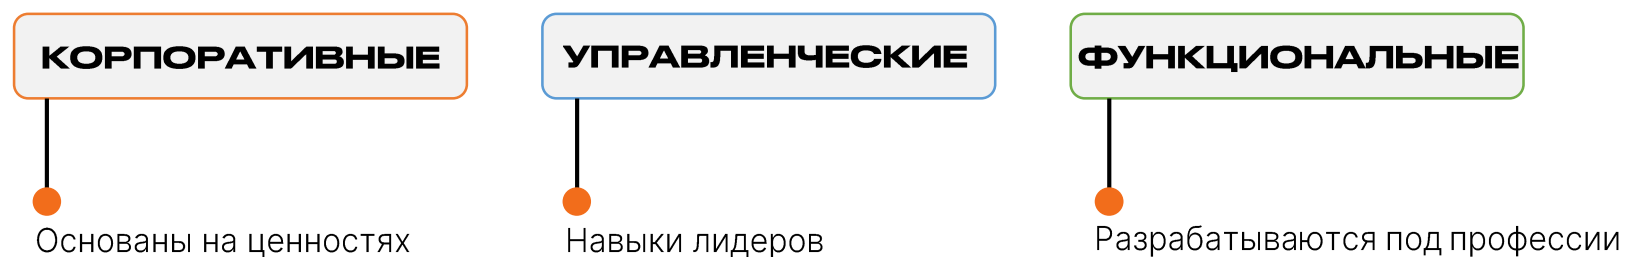 КОРПОРАТИВНЫЕ
Основаны на ценностях
УПРАВЛЕНЧЕСКИЕ
Навыки лидеров
ФУНКЦИОНАЛЬНЫЕ
Разрабатываются под профессии